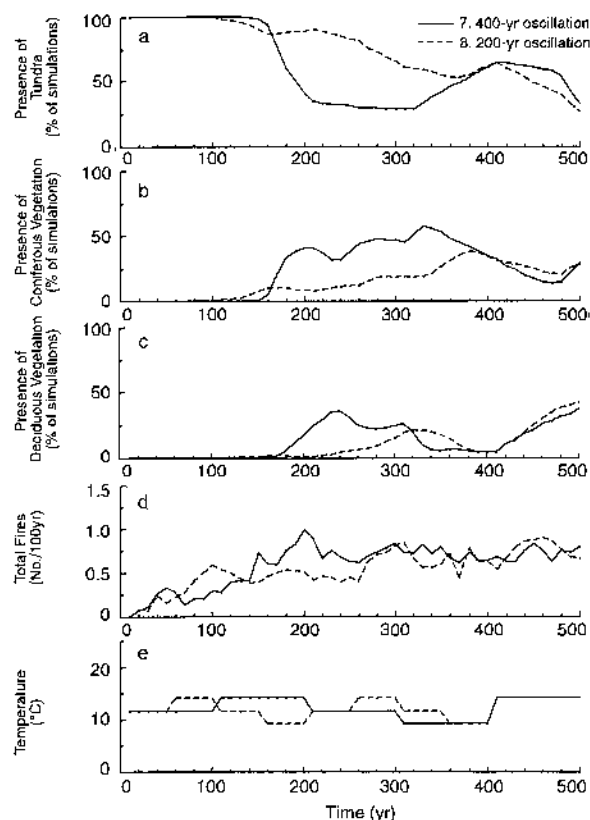 7. 400-yr oscillation
8. 200-yr oscillation
a
Presence of
Tundra
(% of simulations)
100
50
0
0 100 200 300 400 500
b
Presence of
Coniferous Vegetation
(% of simulations)
100
50
0
0 100 200 300 400 500
c
Presence of
Deciduous Vegetation
(% of simulations)
100
50
0
0 100 200 300 400 500
d
Total Fires
(No./100yr)
1.5
1.0
0.5
0
0 100 200 300 400 500
e
Temperature
(°C)
20
10
0
0 100 200 300 400 500
Time (yr)